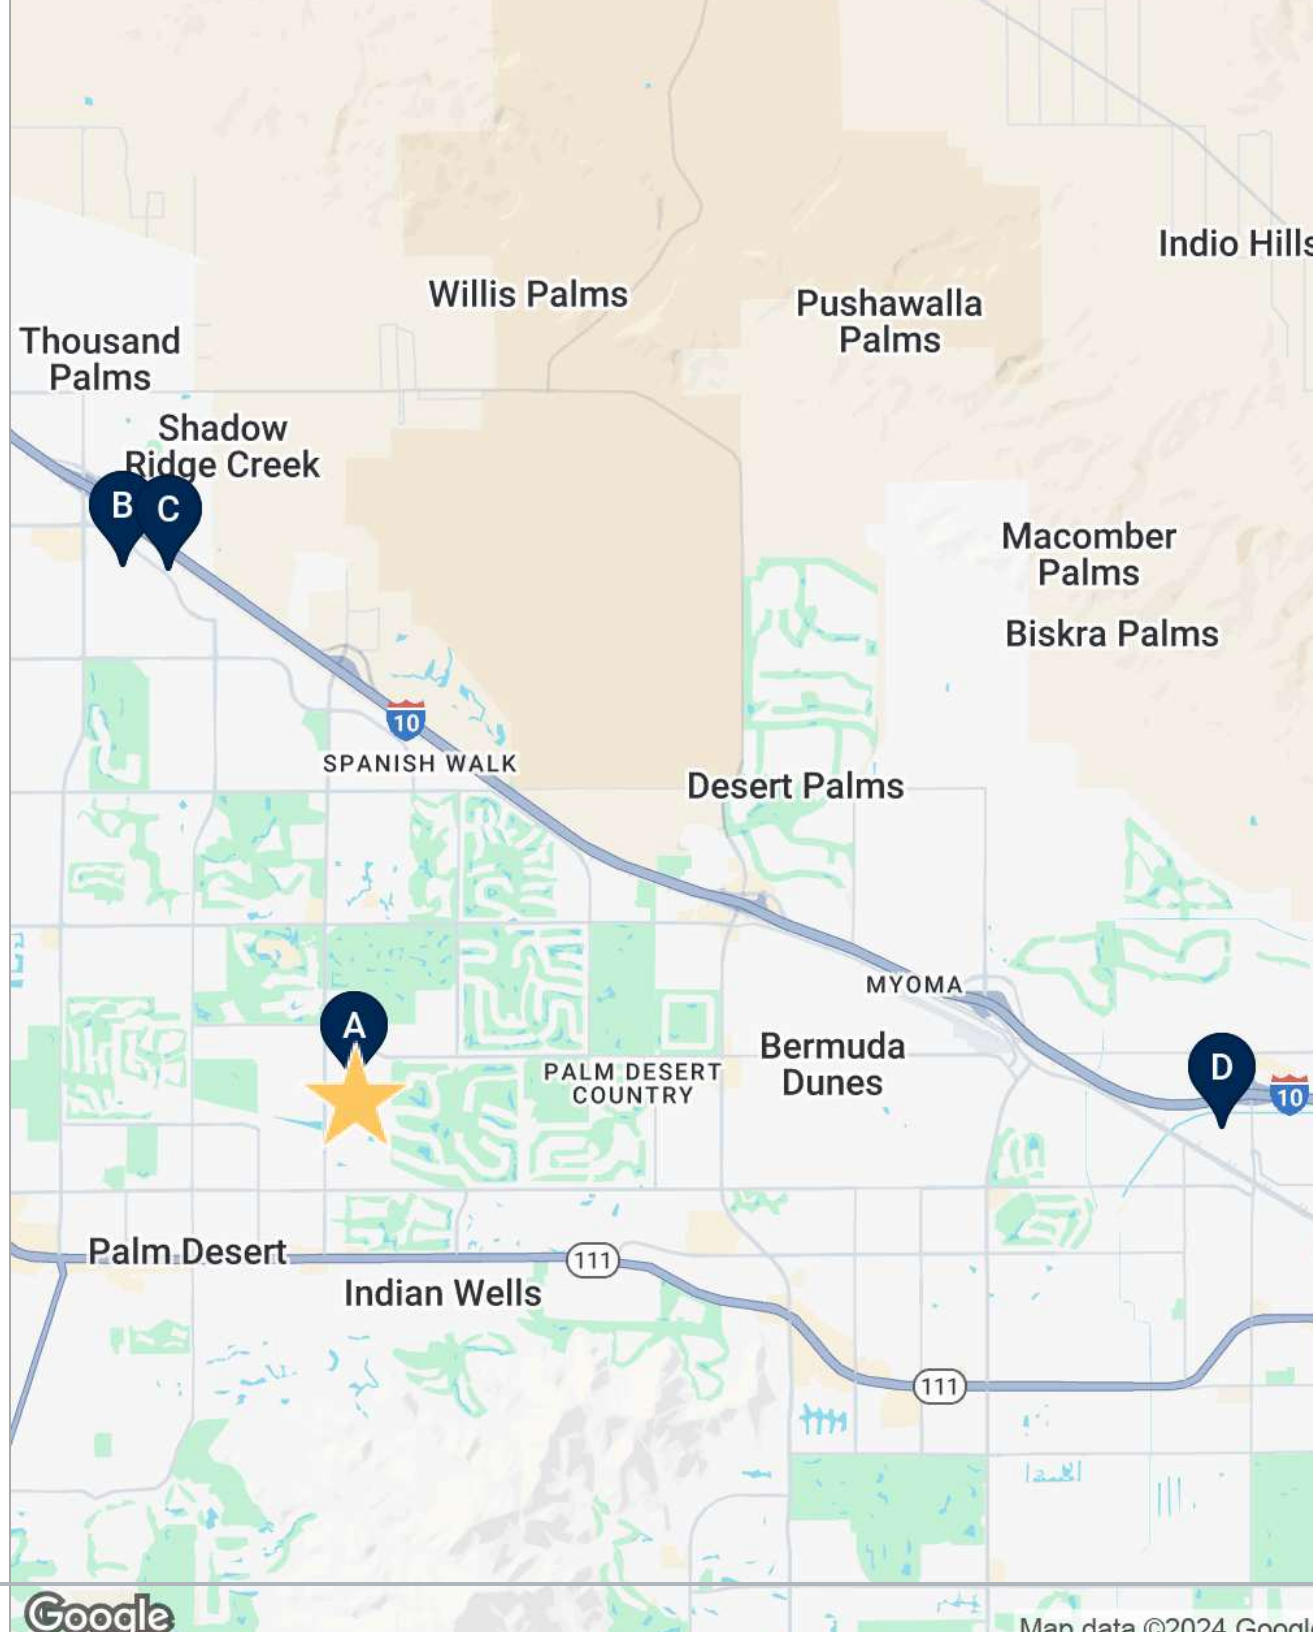 Indio Hills
Willis Palms
Pushawalla
Palms
Thousand
Palms
Shadow
Ridge Creek
B
C
Macomber
Palms
Biskra Palms
10
SPANISH WALK
Desert Palms
MYOMA
A
Bermuda
Dunes
PALM DESERT
COUNTRY
D
10
Palm Desert
111
Indian Wells
111
Google
Map data ©2024 Googl